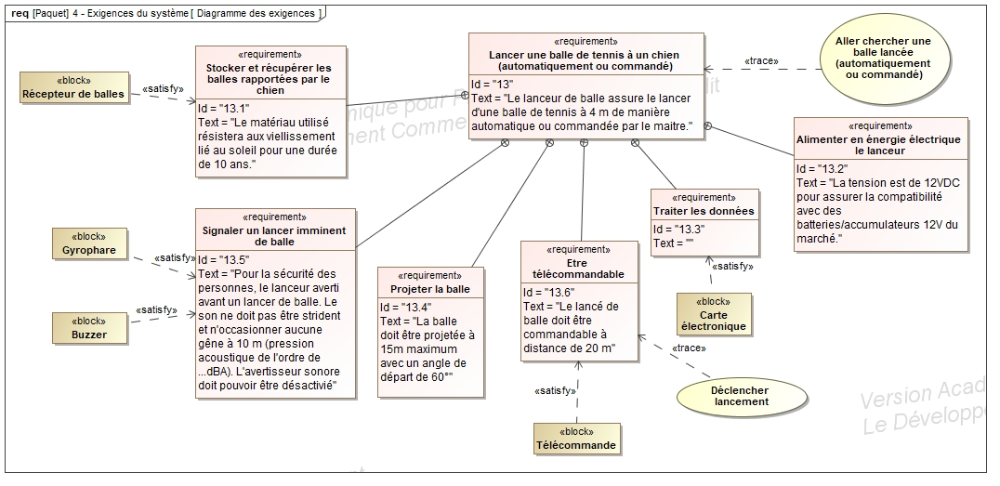 req [Paquet] 4 - Exigences du système [ Diagramme des exigences ]
«block»
Récepteur de balles
«satisfy»
«requirement»
Stocker et récupérer les
balles rapportées par le
chien
Id = "13.1"
Text = "Le matériau utilisé
résistera aux viellissement
lié au soleil pour une durée
de 10 ans."
«requirement»
Lancer une balle de tennis à un chien
(automatiquement ou commandé)
Id = "13"
Text = "Le lanceur de balle assure le lancer
d'une balle de tennis à 4 m de manière
automatique ou commandée par le maitre."
«trace»
Aller chercher une
balle lancée
(automatiquement
ou commandé)
«requirement»
Alimenter en énergie électrique
le lanceur
Id = "13.2"
Text = "La tension est de 12VDC
pour assurer la compatibilité
avec des
batteries/accumulateurs 12V du
marché."
«block»
Gyrophare
«satisfy»
«block»
Buzzer
«satisfy»
«requirement»
Signaler un lancer imminent
de balle
Id = "13.5"
Text = "Pour la sécurité des
personnes, le lanceur averti
avant un lancer de balle. Le
son ne doit pas être strident
et n'occasionner aucune
gêne à 10 m (pression
acoustique de l'ordre de
...dBA). L'avertisseur sonore
doit pouvoir être désactivié"
«requirement»
Projeter la balle
Id = "13.4"
Text = "La balle
doit être projetée à
15m maximum
avec un angle de
départ de 60°"
«requirement»
Etre
télécommandable
Id = "13.6"
Text = "Le lancé de
balle doit être
commandable à
distance de 20 m"
«requirement»
Traiter les données
Id = "13.3"
Text = ""
«satisfy»
«block»
Carte
électronique
«trace»
Déclencher
lancement
«satisfy»
«block»
Télécommande
Version Acad
Le Développe